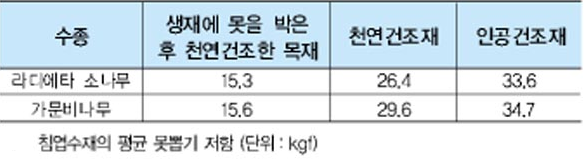 수종 생재에 못을 박은 후 천연건조한 목재 천연건조재 인공건조재
라디에타 소나무 15.3 26.4 33.6
가문비나무 15.6 29.6 34.7
침엽수재의 평균 못뽑기 저항 (단위 : kgf)